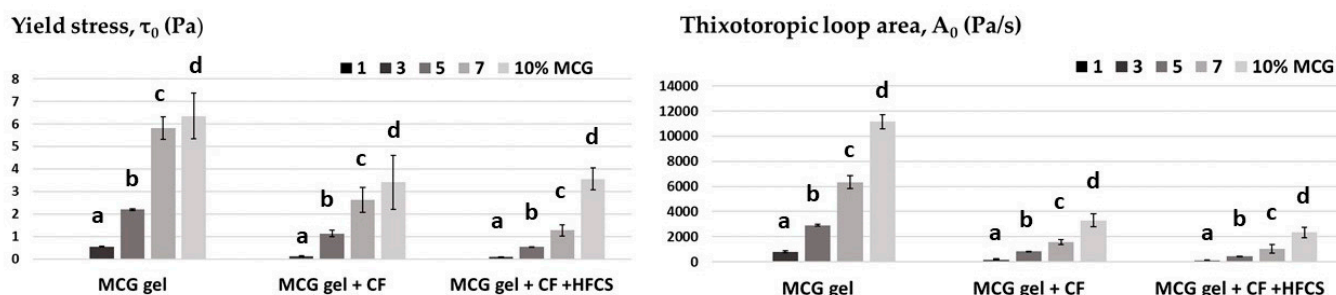 Yield stress, τ₀ (Pa)
1 3 5 7 10% MCG
8
7
6
5
4
3
2
1
0
a b c d
a b c d
a b c d
MCG gel MCG gel + CF MCG gel + CF +HFCS
Thixotoropic loop area, A₀ (Pa/s)
1 3 5 7 10% MCG
14000
12000
10000
8000
6000
4000
2000
0
a b c d
a b c d
a b c d
MCG gel MCG gel + CF MCG gel + CF +HFCS